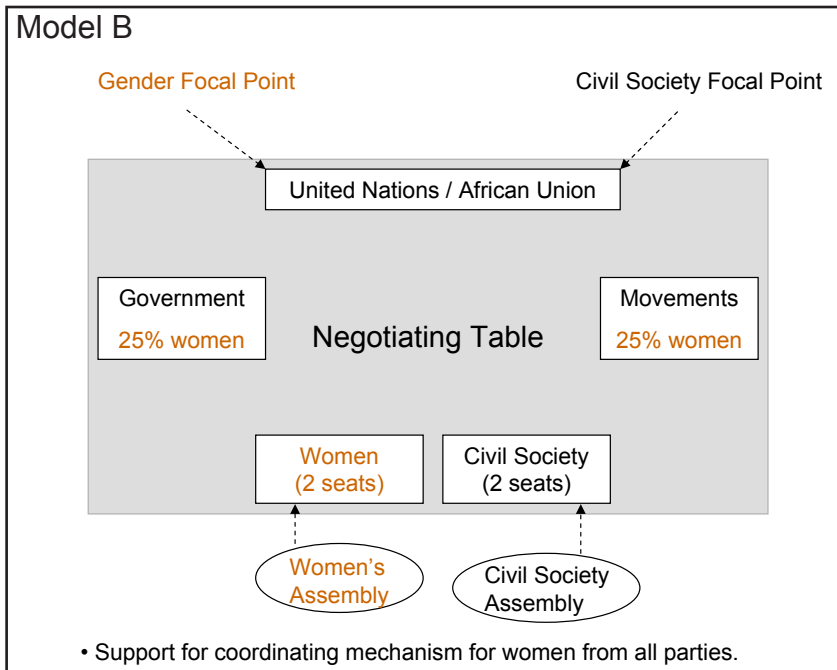 Model B
Gender Focal Point
Civil Society Focal Point
United Nations / African Union
Government
25% women
Negotiating Table
Movements
25% women
Women
(2 seats)
Civil Society
(2 seats)
Women’s
Assembly
Civil Society
Assembly
• Support for coordinating mechanism for women from all parties.